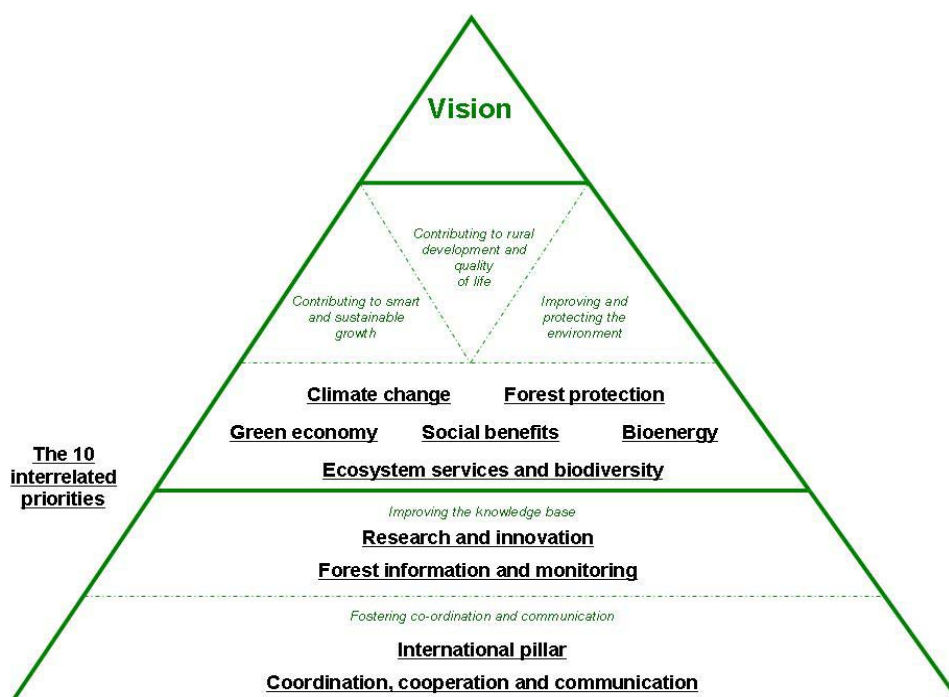 Vision
Contributing to rural
development and
quality
of life
Contributing to smart
and sustainable
growth
Improving and
protecting the
environment
Climate change
Forest protection
Green economy
Social benefits
Bioenergy
Ecosystem services and biodiversity
The 10
interrelated
priorities
Improving the knowledge base
Research and innovation
Forest information and monitoring
Fostering co-ordination and communication
International pillar
Coordination, cooperation and communication